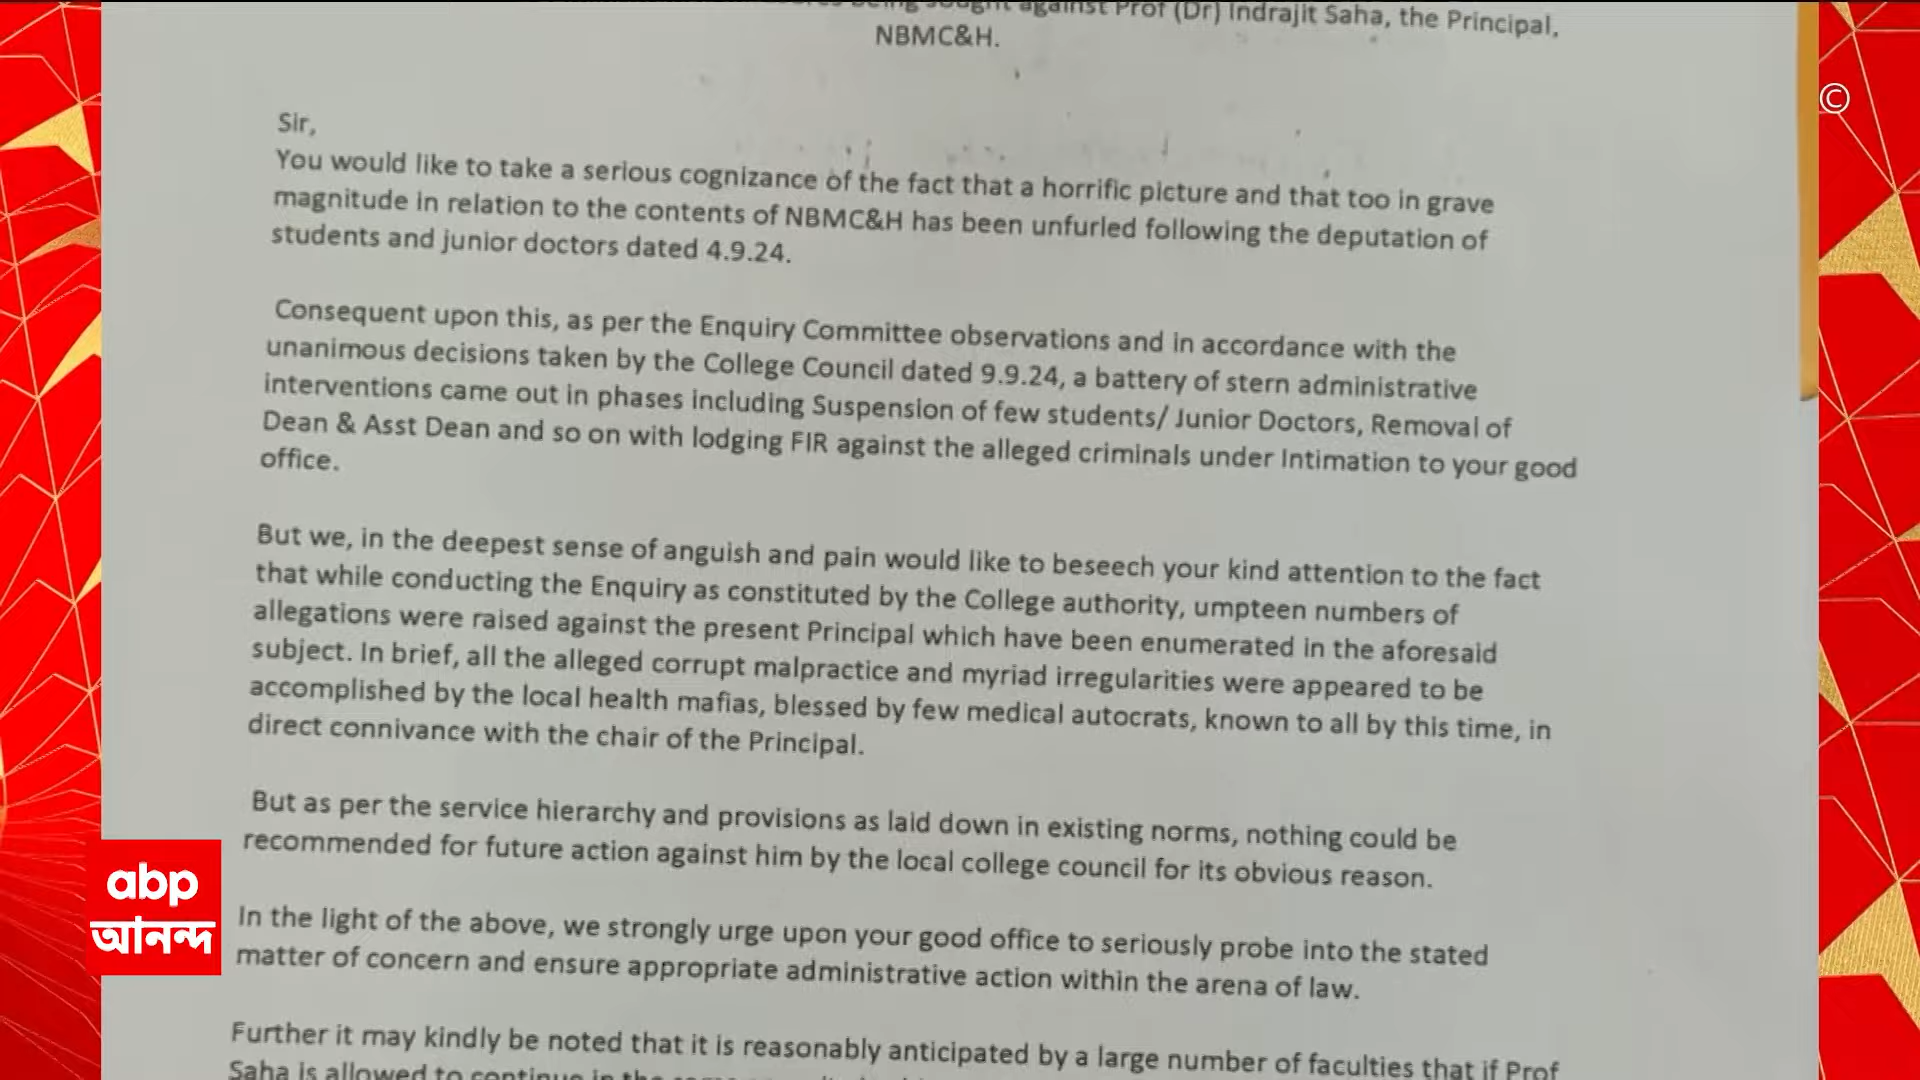 being sought against Prof (Dr) Indrajit Saha, the Principal,
NBMC&H.
©
Sir,
You would like to take a serious cognizance of the fact that a horrific picture and that too in grave
magnitude in relation to the contents of NBMC&H has been unfurled following the deputation of
students and junior doctors dated 4.9.24.
Consequent upon this, as per the Enquiry Committee observations and in accordance with the
unanimous decisions taken by the College Council dated 9.9.24, a battery of stern administrative
interventions came out in phases including Suspension of few students/ Junior Doctors, Removal of
Dean & Asst Dean and so on with lodging FIR against the alleged criminals under Intimation to your good
office.
But we, in the deepest sense of anguish and pain would like to beseech your kind attention to the fact
that while conducting the Enquiry as constituted by the College authority, umpteen numbers of
allegations were raised against the present Principal which have been enumerated in the aforesaid
subject. In brief, all the alleged corrupt malpractice and myriad irregularities were appeared to be
accomplished by the local health mafias, blessed by few medical autocrats, known to all by this time, in
direct connivance with the chair of the Principal.
But as per the service hierarchy and provisions as laid down in existing norms, nothing could be
recommended for future action against him by the local college council for its obvious reason.
In the light of the above, we strongly urge upon your good office to seriously probe into the stated
matter of concern and ensure appropriate administrative action within the arena of law.
Further it may kindly be noted that it is reasonably anticipated by a large number of faculties that if Prof
Saha is allowed to continue in the
abp
আনন্দ